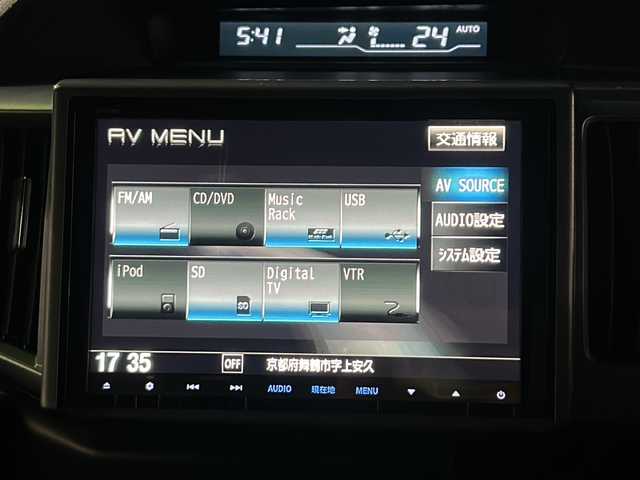 5:41 24 AUTO
AV MENU 交通情報
FM/AM CD/DVD Music Rack USB AV SOURCE
AUDIO設定
iPod SD Digital TV VTR システム設定
17 35 OFF 京都府舞鶴市字上安久
AUDIO 現在地 MENU